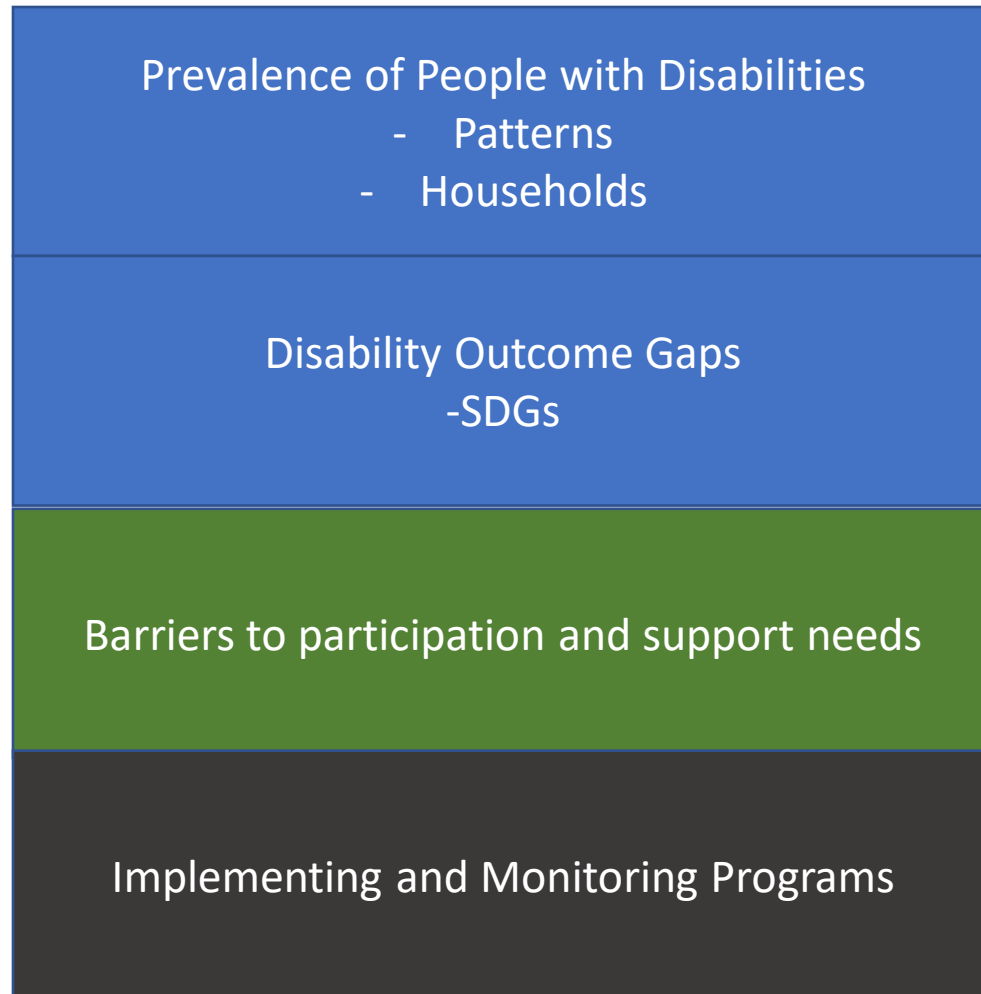 Prevalence of People with Disabilities
- Patterns
- Households
Disability Outcome Gaps
-SDGs
Barriers to participation and support needs
Implementing and Monitoring Programs